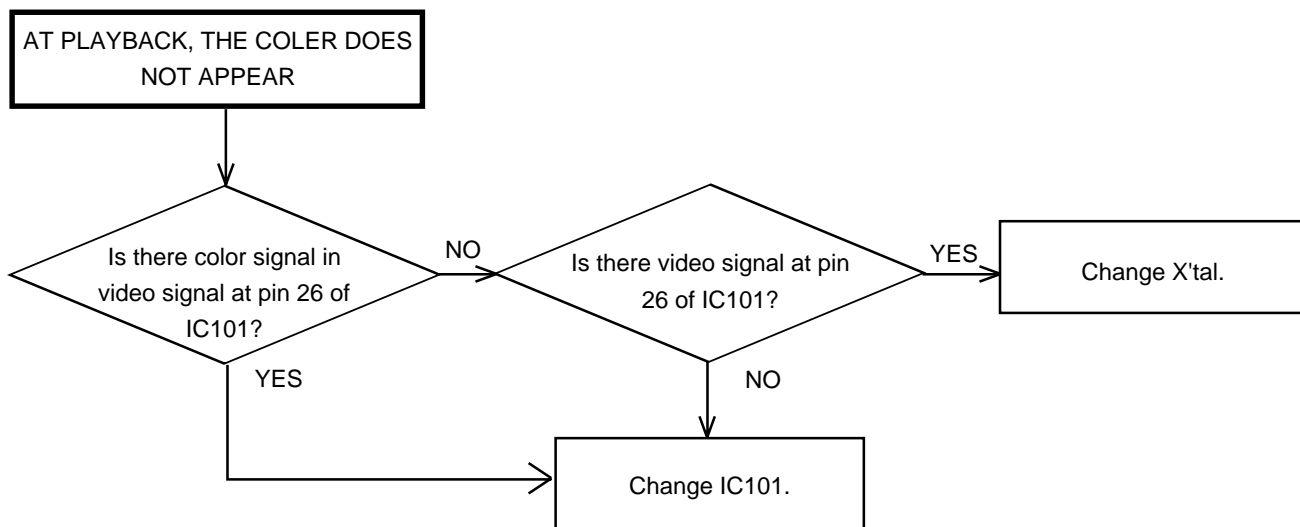 AT PLAYBACK, THE COLER DOES
NOT APPEAR
Is there color signal in
video signal at pin 26 of
IC101?
NO
Is there video signal at pin
26 of IC101?
YES
Change X'tal.
YES
NO
Change IC101.